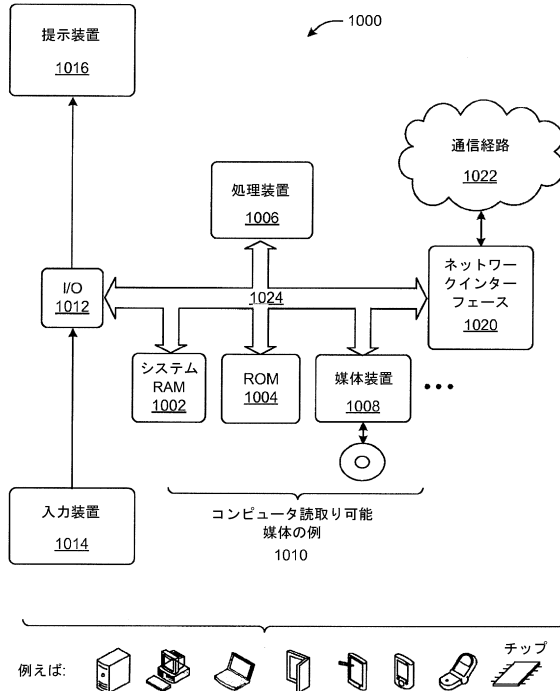 提示装置
1016
1000
通信経路
1022
処理装置
1006
I/O
1012
1024
ネットワー
クインター
フェース
1020
システム
RAM
1002
ROM
1004
媒体装置
1008
•••
コンピュータ読取り可能
媒体の例
1010
入力装置
1014
例えば:
チップ